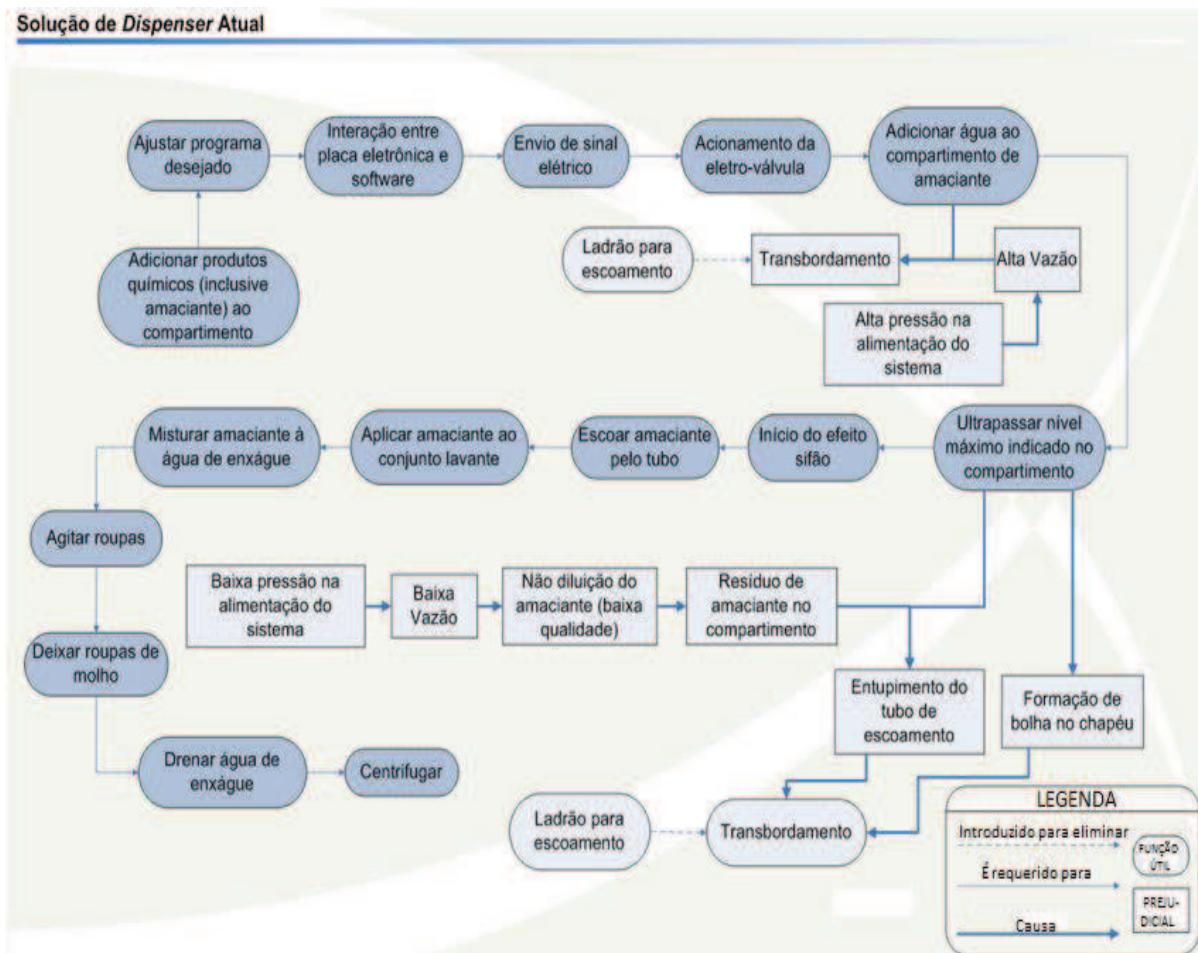 Solução de Dispenser Atual
Ajustar programa
desejado
Interação entre
placa eletrônica e
software
Envio de sinal
elétrico
Acionamento da
eletro-válvula
Adicionar água ao
compartimento de
amaciante
Adicionar produtos
químicos (inclusive
amaciante) ao
compartimento
Ladrão para
escoamento
Transbordamento
Alta Vazão
Alta pressão na
alimentação do
sistema
Misturar amaciante à
água de enxágue
Aplicar amaciante ao
conjunto lavante
Escoar amaciante
pelo tubo
Início do efeito
sifão
Ultrapassar nível
máximo indicado no
compartimento
Agitar roupas
Baixa pressão na
alimentação do
sistema
Baixa
Vazão
Não diluição do
amaciante (baixa
qualidade)
Resíduo de
amaciante no
compartimento
Deixar roupas de
molho
Entupimento do
tubo de
escoamento
Formação de
bolha no chapéu
Drenar água de
enxágue
Centrifugar
Ladrão para
escoamento
Transbordamento
LEGENDA
Introduzido para eliminar
FUNÇÃO
ÚTIL
É requerido para
PREJU-
DICIAL
Causa